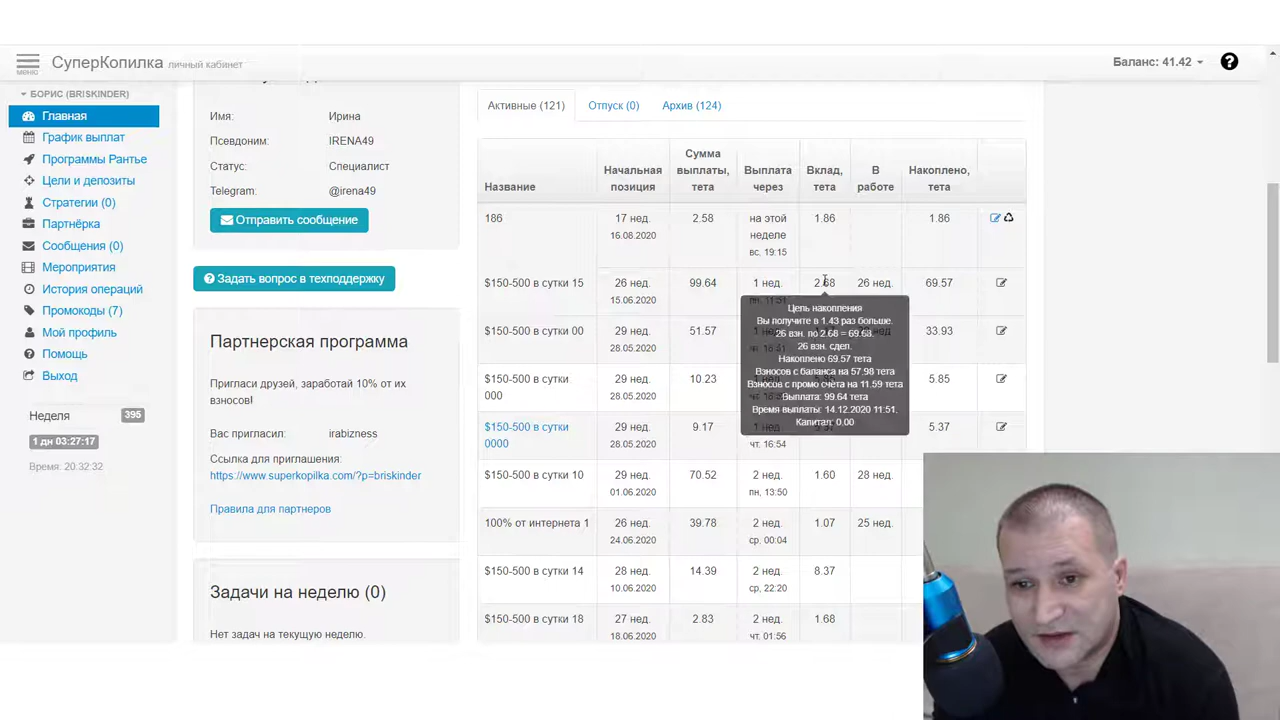 СуперКопилка личный кабинет
Баланс: 41.42
меню
БОРИС (BRISKINDER)
Главная
График выплат
Программы Рантье
Цели и депозиты
Стратегии (0)
Партнёрка
Сообщения (0)
Мероприятия
История операций
Промокоды (7)
Мой профиль
Помощь
Выход
Неделя 395
1 дн 03:27:17
Время: 20:32:32
Имя: Ирина
Псевдоним: IRENA49
Статус: Специалист
Telegram: @irena49
Отправить сообщение
Задать вопрос в техподдержку
Партнерская программа
Пригласи друзей, заработай 10% от их
взносов!
Вас пригласил: irabizness
Ссылка для приглашения:
https://www.superkopilka.com/?p=briskinder
Правила для партнеров
Задачи на неделю (0)
Нет задач на текущую неделю.
Активные (121) Отпуск (0) Архив (124)
Название
Начальная
позиция
Сумма
выплаты,
тета
Выплата
через
Вклад,
тета
В
работе
Накоплено,
тета
186 17 нед. 2.58 на этой 1.86 1.86
16.08.2020 неделе
вс. 19:15
$150-500 в сутки 15 26 нед. 99.64 1 нед. 2.68 26 нед. 69.57
15.06.2020
$150-500 в сутки 00 29 нед. 51.57 33.93
28.05.2020
$150-500 в сутки 29 нед. 10.23 5.85
000 28.05.2020
$150-500 в сутки 29 нед. 9.17 5.37
0000 28.05.2020 чт. 16:54
$150-500 в сутки 10 29 нед. 70.52 2 нед. 1.60 28 нед.
01.06.2020 пн, 13:50
100% от интернета 1 26 нед. 39.78 2 нед. 1.07 25 нед.
24.06.2020 ср, 00:04
$150-500 в сутки 14 28 нед. 14.39 2 нед. 8.37
10.06.2020 ср, 22:20
$150-500 в сутки 18 27 нед. 2.83 2 нед. 1.68
18.06.2020 чт, 01:56
Цель накопления
Вы получите в 1.43 раз больше.
26 взн. по 2.68 = 69.68.
26 взн. сдел.
Накоплено 69.57 тета
Взносов с баланса на 57.98 тета
Взносов с промо счета на 11.59 тета
Выплата: 99.64 тета
Время выплаты: 14.12.2020 11:51.
Капитал: 0,00